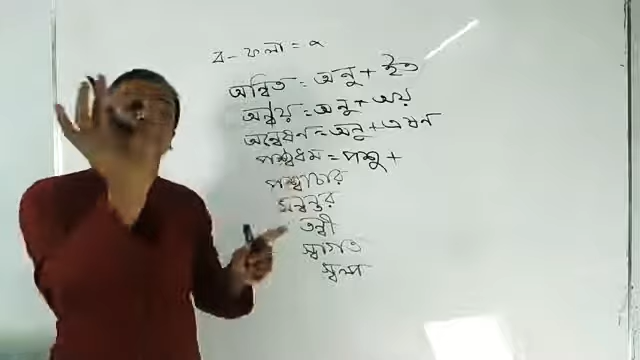 ব-ফলা = ২
অন্বিত = অনু + ইত
অন্বয় = অনু + অয়
অন্বেষণ = অনু + এষণ
পশ্বধম = পশু +
পশ্বাচার
মন্বন্তর
তন্বী
স্বাগত
স্বল্প